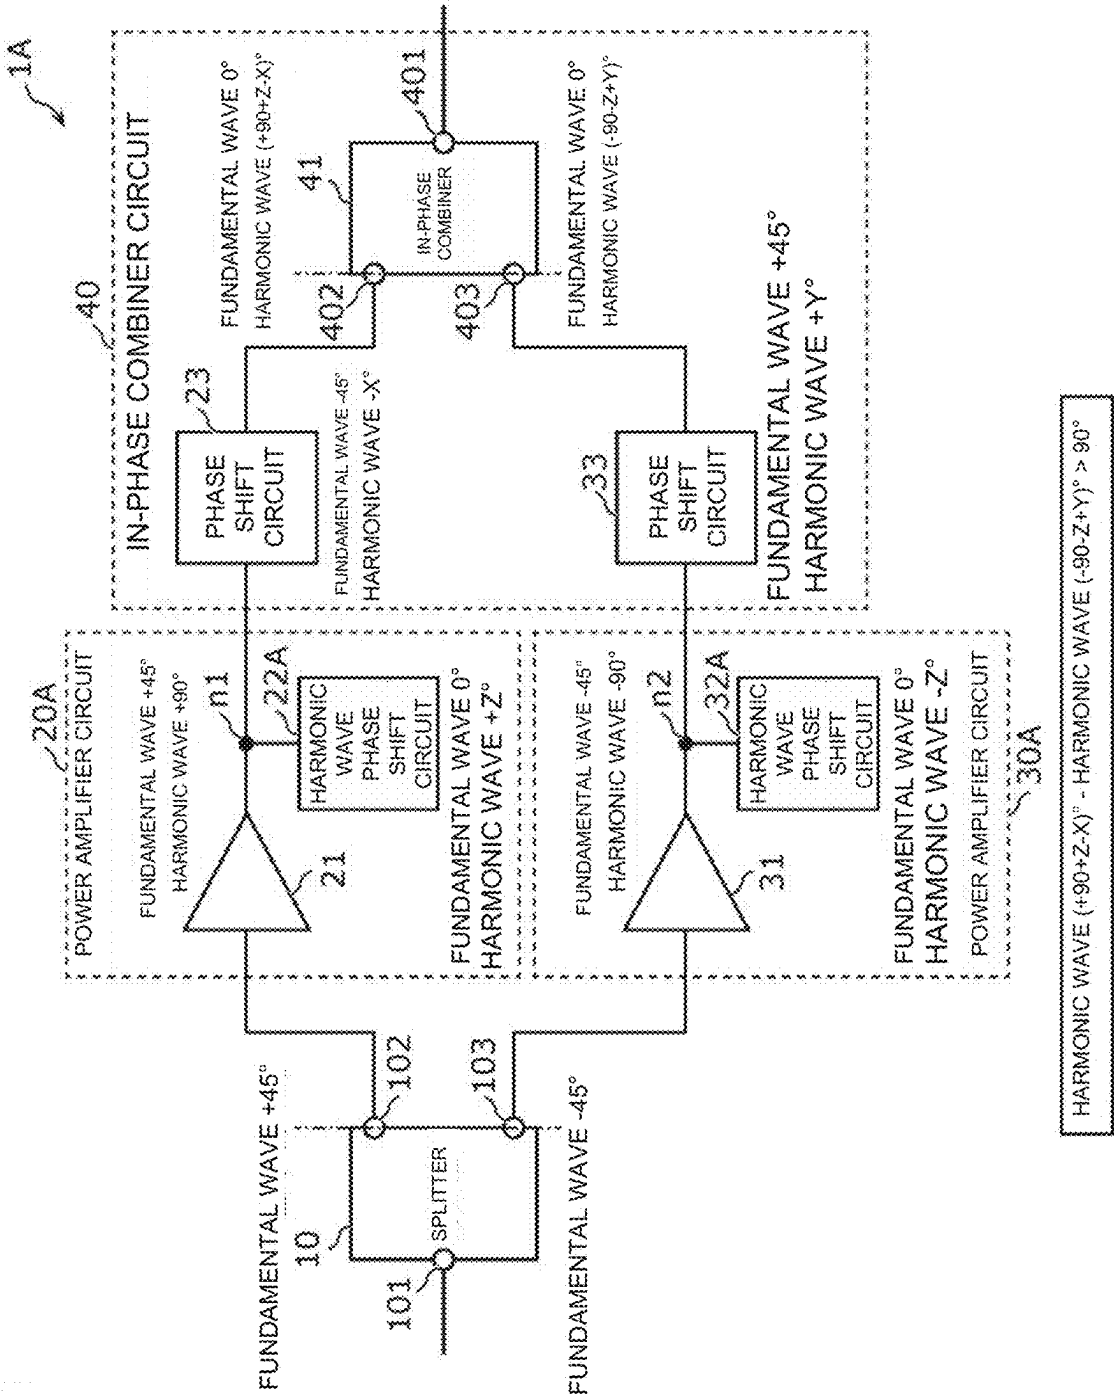 1A
40
IN-PHASE COMBINER CIRCUIT
20A
POWER AMPLIFIER CIRCUIT
FUNDAMENTAL WAVE +45°
HARMONIC WAVE +90°
n1
21
22A
HARMONIC
WAVE
PHASE
SHIFT
CIRCUIT
FUNDAMENTAL WAVE 0°
HARMONIC WAVE +Z°
23
PHASE
SHIFT
CIRCUIT
FUNDAMENTAL WAVE -45°
HARMONIC WAVE -X°
FUNDAMENTAL WAVE 0°
HARMONIC WAVE (+90+Z-X)°
41
402
401
IN-PHASE
COMBINER
403
FUNDAMENTAL WAVE 0°
HARMONIC WAVE (-90-Z+Y)°
FUNDAMENTAL WAVE +45°
10
102
101
SPLITTER
103
FUNDAMENTAL WAVE -45°
FUNDAMENTAL WAVE -45°
HARMONIC WAVE -90°
n2
31
32A
HARMONIC
WAVE
PHASE
SHIFT
CIRCUIT
FUNDAMENTAL WAVE 0°
HARMONIC WAVE -Z°
POWER AMPLIFIER CIRCUIT
30A
33
PHASE
SHIFT
CIRCUIT
FUNDAMENTAL WAVE +45°
HARMONIC WAVE +Y°
HARMONIC WAVE (+90+Z-X)° - HARMONIC WAVE (-90-Z+Y)° > 90°